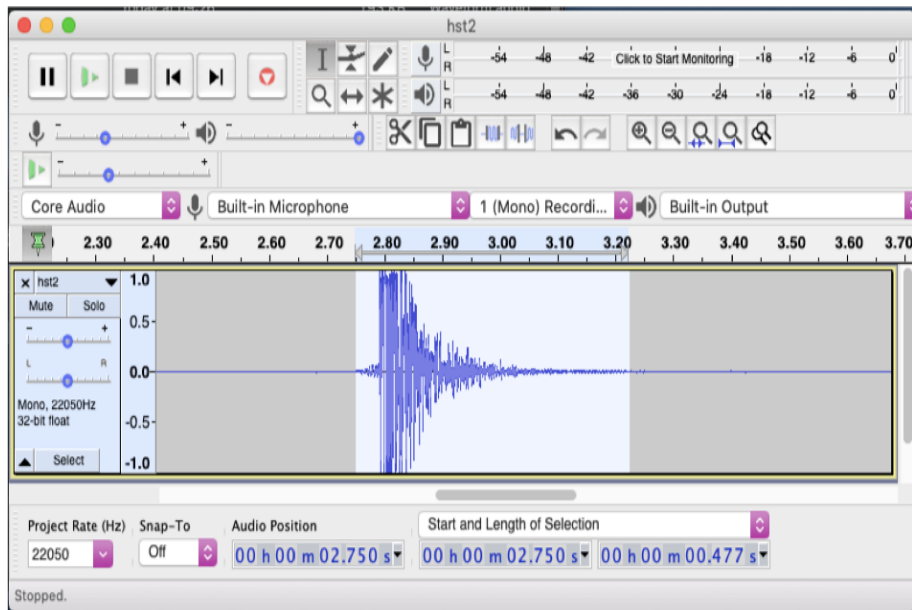 hst2
L
R
-54 -48 -42 Click to Start Monitoring -18 -12 -6 0
L
R
-54 -48 -42 -36 -30 -24 -18 -12 -6 0
- +
- +
- +
Core Audio
Built-in Microphone
1 (Mono) Recordi...
Built-in Output
2.30 2.40 2.50 2.60 2.70 2.80 2.90 3.00 3.10 3.20 3.30 3.40 3.50 3.60 3.70
× hst2
Mute Solo
- +
L R
Mono, 22050Hz
32-bit float
Select
1.0
0.5-
0.0-
-0.5-
-1.0
Project Rate (Hz) Snap-To Audio Position Start and Length of Selection
22050 Off 00 h 00 m 02.750 s 00 h 00 m 02.750 s 00 h 00 m 00.477 s
Stopped.